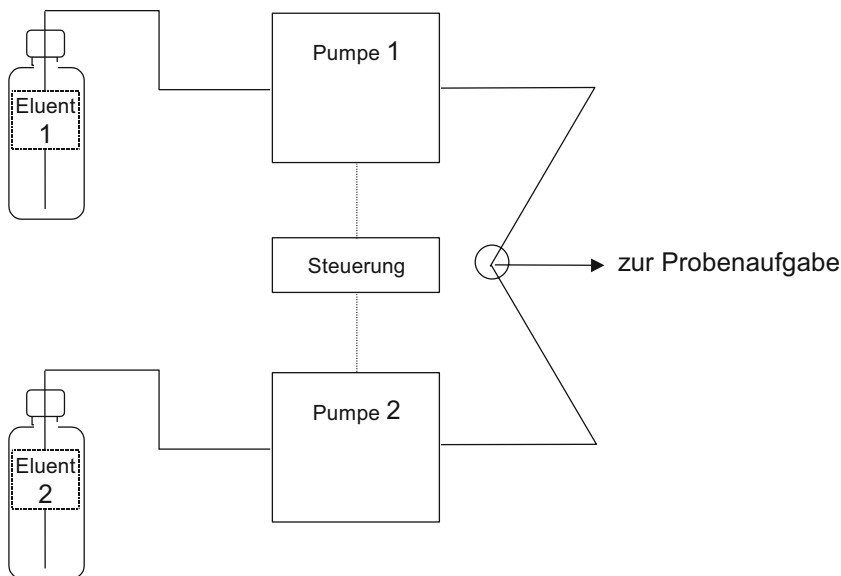 Pumpe 1
Eluent
1
Steuerung
zur Probenaufgabe
Pumpe 2
Eluent
2